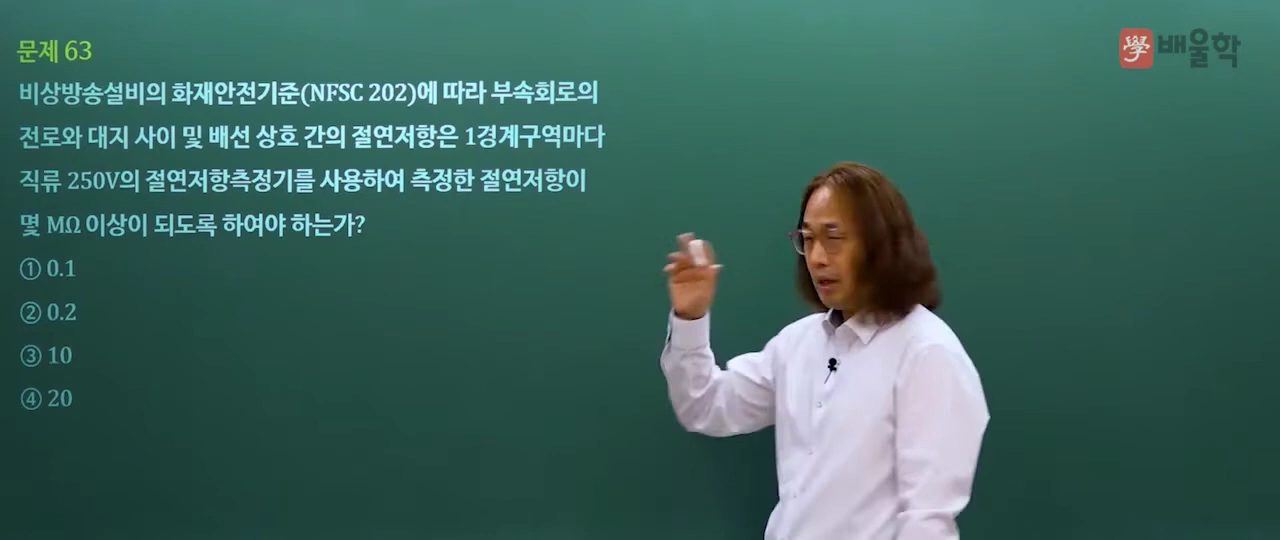 學 배울학
문제 63
비상방송설비의 화재안전기준(NFSC 202)에 따라 부속회로의
전로와 대지 사이 및 배선 상호 간의 절연저항은 1경계구역마다
직류 250V의 절연저항측정기를 사용하여 측정한 절연저항이
몇 MΩ 이상이 되도록 하여야 하는가?
① 0.1
② 0.2
③ 10
④ 20